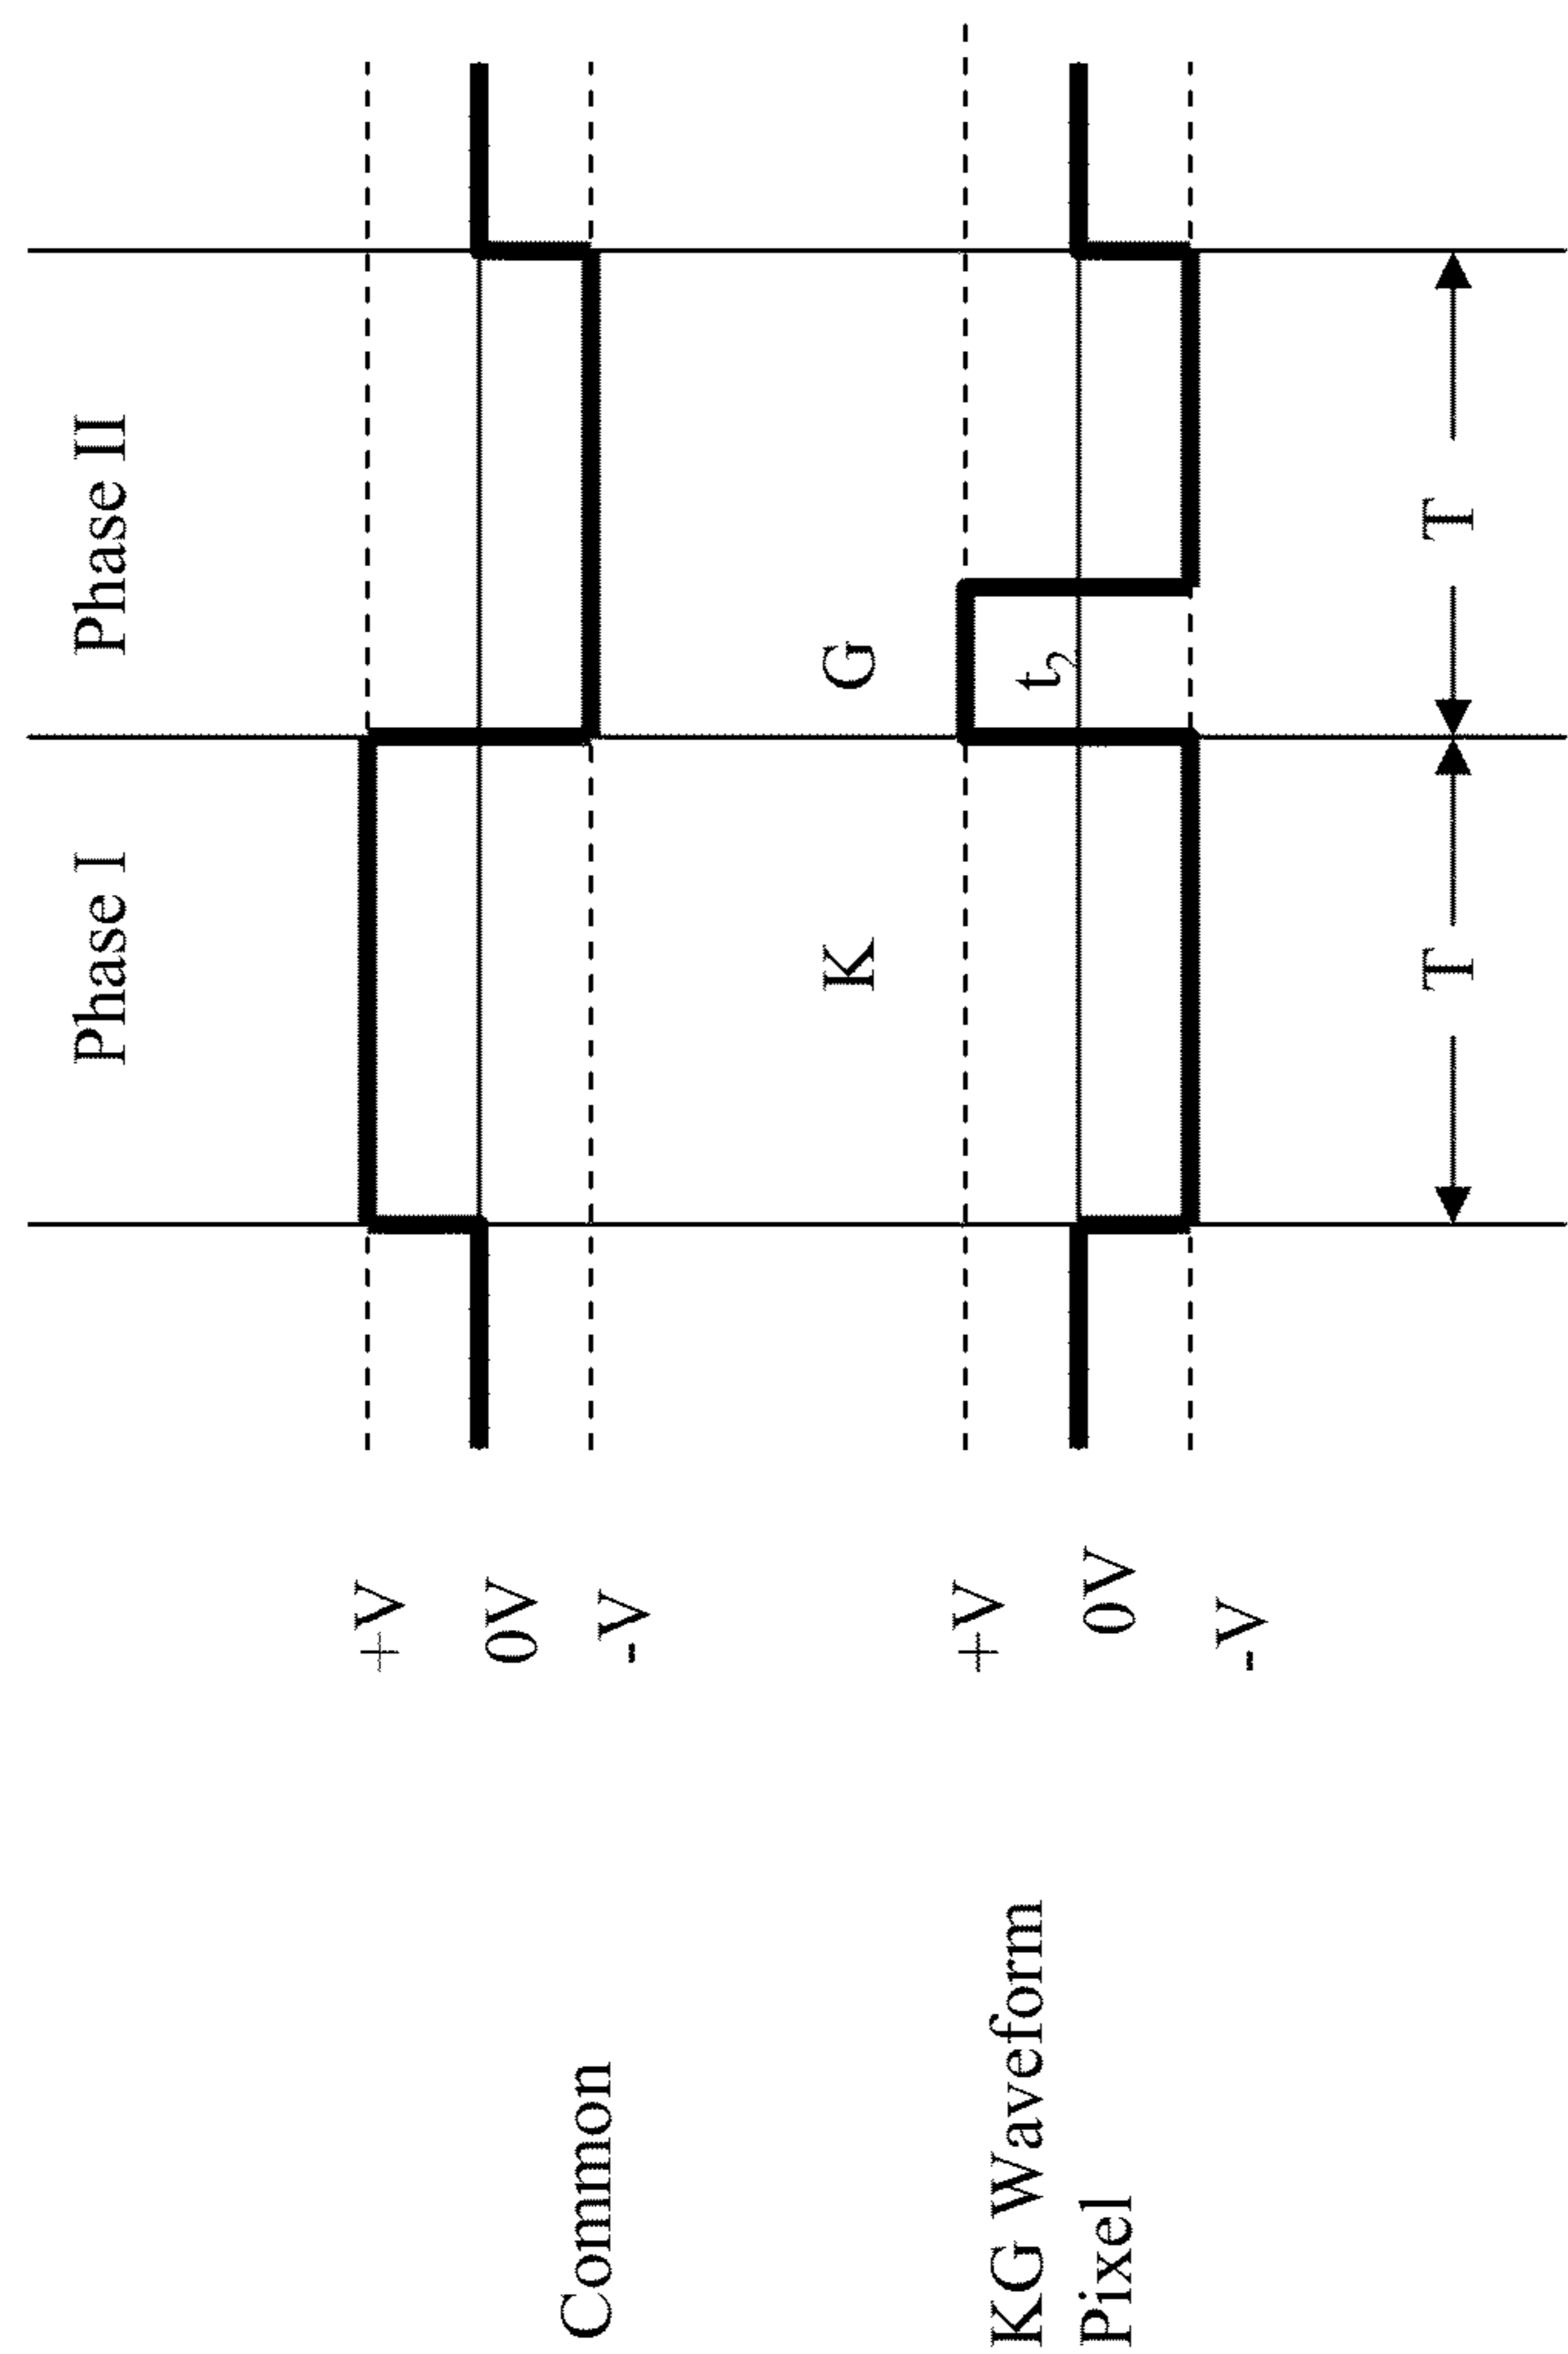 Phase I
Phase II
+V
0V
-V
Common
K
G
+V
0V
-V
t2
KG Waveform
Pixel
T
T